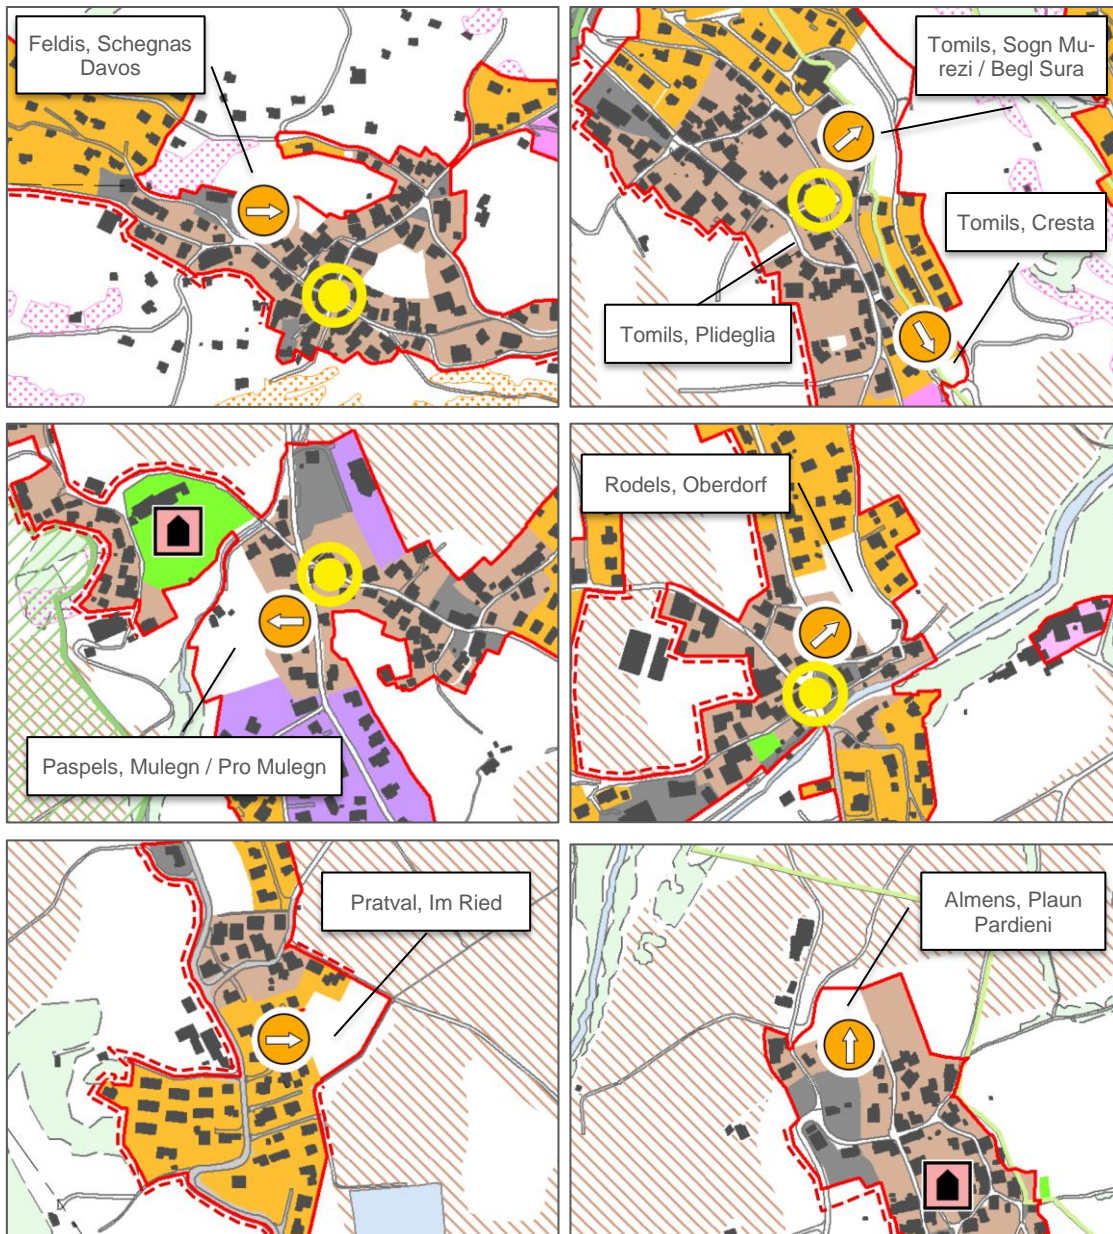 Feldis, Schegnas
Davos
Tomils, Sogn Mu-
rezi / Begl Sura
Tomils, Cresta
Tomils, Plideglia
Rodels, Oberdorf
Paspels, Mulegn / Pro Mulegn
Pratval, Im Ried
Almens, Plaun
Pardieni